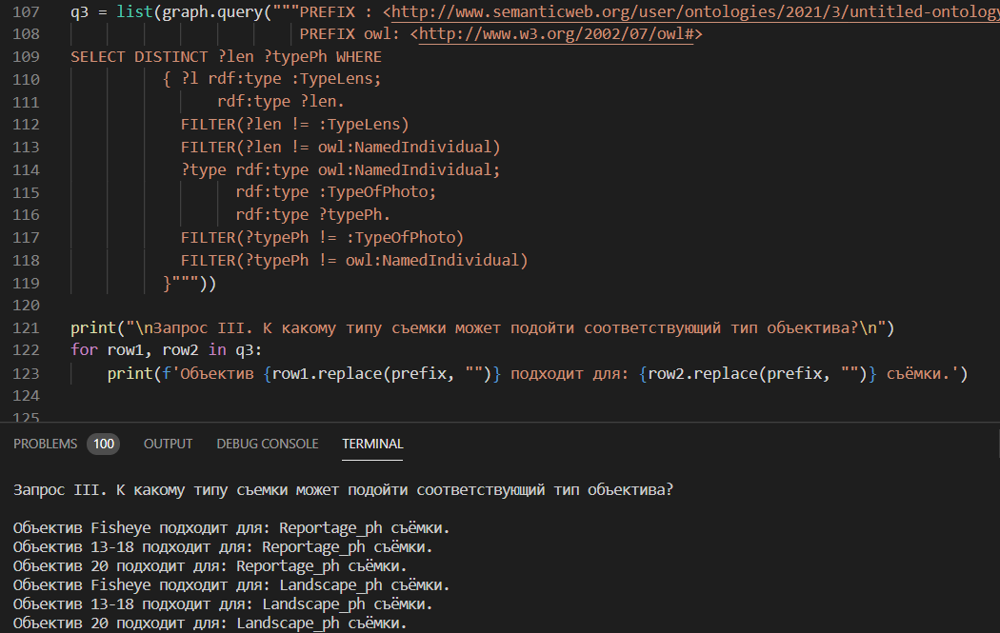 107 q3 = list(graph.query("""PREFIX : <http://www.semanticweb.org/user/ontologies/2021/3/untitled-ontology
108 PREFIX owl: <http://www.w3.org/2002/07/owl#>
109 SELECT DISTINCT ?len ?typePh WHERE
110 { ?l rdf:type :TypeLens;
111 rdf:type ?len.
112 FILTER(?len != :TypeLens)
113 FILTER(?len != owl:NamedIndividual)
114 ?type rdf:type owl:NamedIndividual;
115 rdf:type :TypeOfPhoto;
116 rdf:type ?typePh.
117 FILTER(?typePh != :TypeOfPhoto)
118 FILTER(?typePh != owl:NamedIndividual)
119 }"""))
120
121 print("\nЗапрос III. К какому типу съемки может подойти соответствующий тип объектива?\n")
122 for row1, row2 in q3:
123 print(f'Объектив {row1.replace(prefix, "")} подходит для: {row2.replace(prefix, "")} съёмки.')
124
125
PROBLEMS 100 OUTPUT DEBUG CONSOLE TERMINAL
Запрос III. К какому типу съемки может подойти соответствующий тип объектива?
Объектив Fisheye подходит для: Reportage_ph съёмки.
Объектив 13-18 подходит для: Reportage_ph съёмки.
Объектив 20 подходит для: Reportage_ph съёмки.
Объектив Fisheye подходит для: Landscape_ph съёмки.
Объектив 13-18 подходит для: Landscape_ph съёмки.
Объектив 20 подходит для: Landscape_ph съёмки.